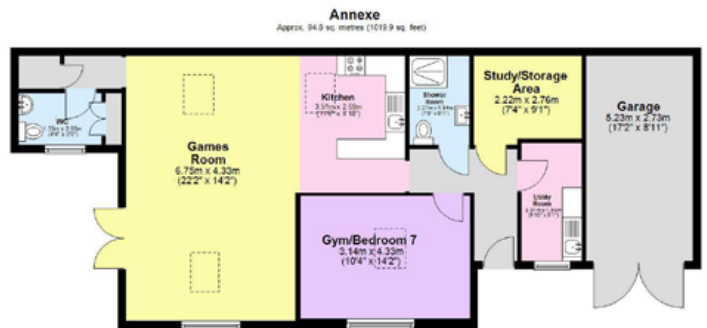 Annexe
Approx. 94.8 sq. metres (1019.9 sq. feet)
Kitchen
Shower
Room
Study/Storage
Area
2.22m x 2.76m
(7'4" x 9'1")
Garage
5.23m x 2.73m
(17'2" x 8'11")
WC
Games
Room
6.75m x 4.33m
(22'2" x 14'2")
Utility
Room
Gym/Bedroom 7
3.14m x 4.33m
(10'4" x 14'2")